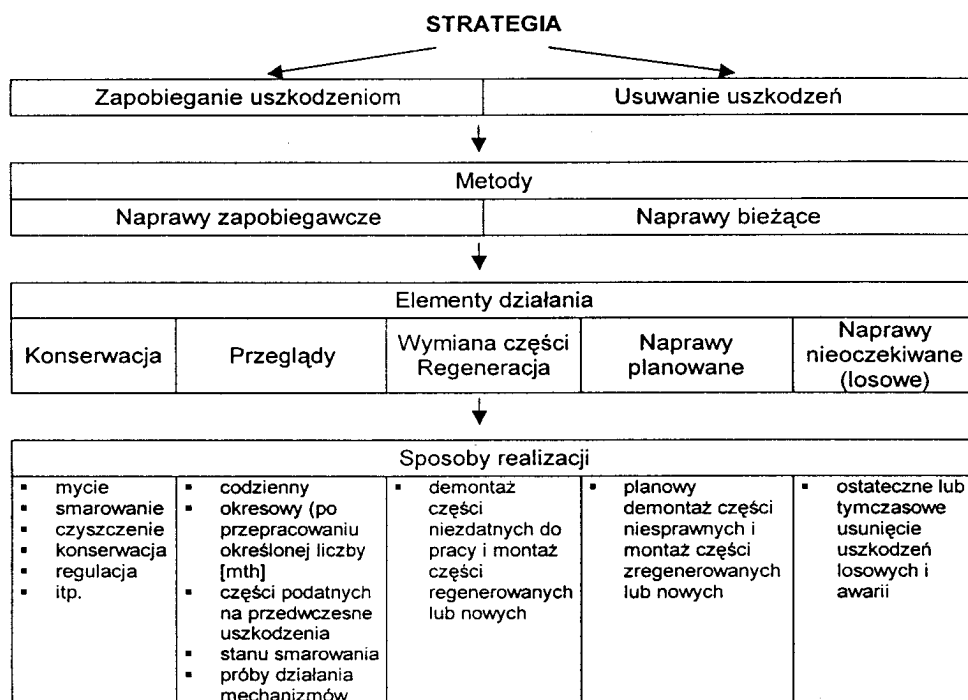 STRATEGIA
Zapobieganie uszkodzeniom
Usuwanie uszkodzeń
Metody
Naprawy zapobiegawcze
Naprawy bieżące
Elementy działania
Konserwacja
Przeglądy
Wymiana części
Regeneracja
Naprawy
planowane
Naprawy
nieoczekiwane
(losowe)
Sposoby realizacji
▪ mycie
▪ smarowanie
▪ czyszczenie
▪ konserwacja
▪ regulacja
▪ itp.
▪ codzienny
▪ okresowy (po
przepracowaniu
określonej liczby
[mth]
▪ części podatnych
na przedwczesne
uszkodzenia
▪ stanu smarowania
▪ próby działania
mechanizmów
▪ demontaż
części
niezdatnych do
pracy i montaż
części
regenerowanych
lub nowych
▪ planowy
demontaż części
niesprawnych i
montaż części
zregenerowanych
lub nowych
▪ ostateczne lub
tymczasowe
usunięcie
uszkodzeń
losowych i
awarii